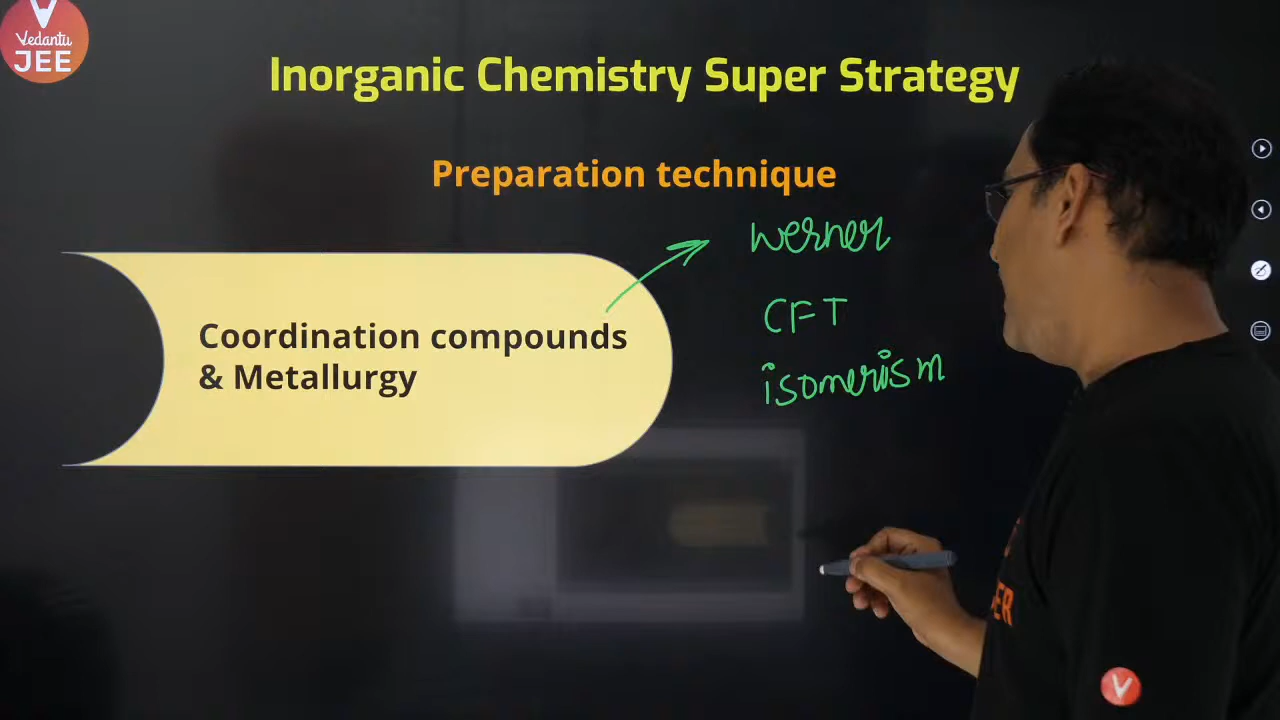 Vedantu
JEE
Inorganic Chemistry Super Strategy
Preparation technique
werner
CFT
isomerism
Coordination compounds
& Metallurgy